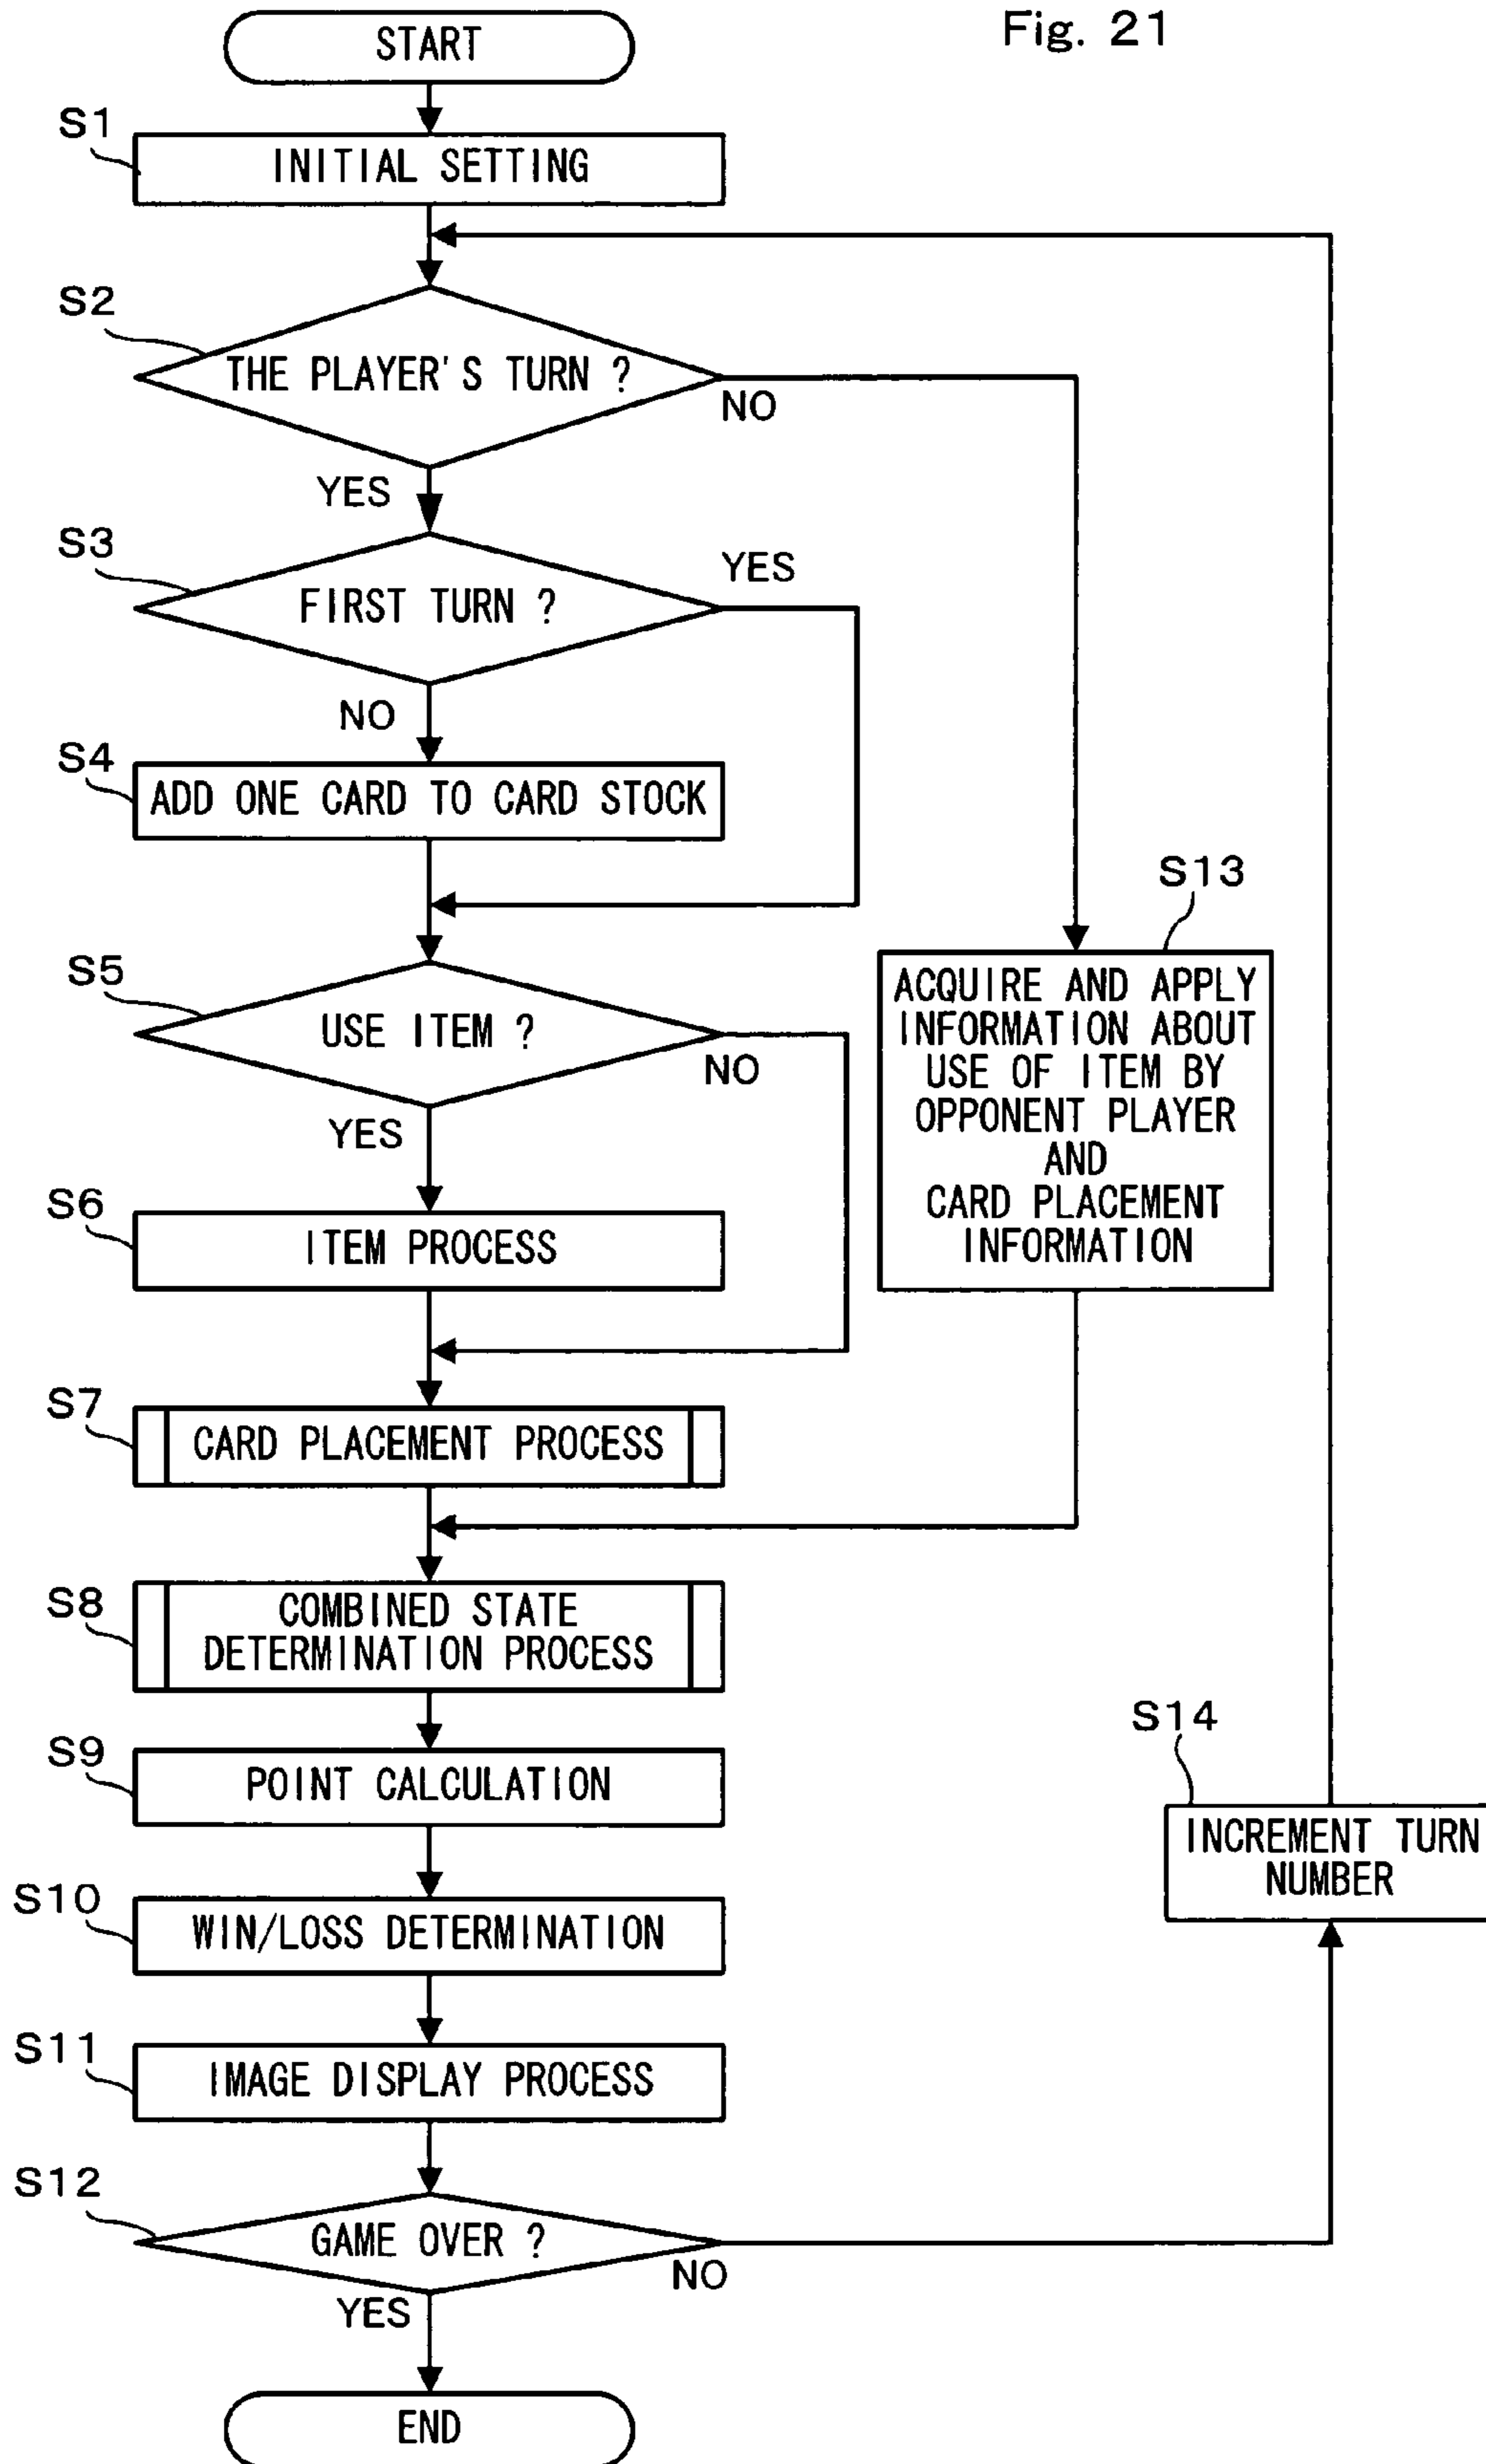 Fig. 21
START
S1
INITIAL SETTING
S2
THE PLAYER'S TURN ?
NO
YES
S3
FIRST TURN ?
YES
NO
S4
ADD ONE CARD TO CARD STOCK
S5
USE ITEM ?
NO
YES
S6
ITEM PROCESS
S13
ACQUIRE AND APPLY
INFORMATION ABOUT
USE OF ITEM BY
OPPONENT PLAYER
AND
CARD PLACEMENT
INFORMATION
S7
CARD PLACEMENT PROCESS
S8
COMBINED STATE
DETERMINATION PROCESS
S9
POINT CALCULATION
S10
WIN/LOSS DETERMINATION
S11
IMAGE DISPLAY PROCESS
S12
GAME OVER ?
NO
YES
S14
INCREMENT TURN
NUMBER
END